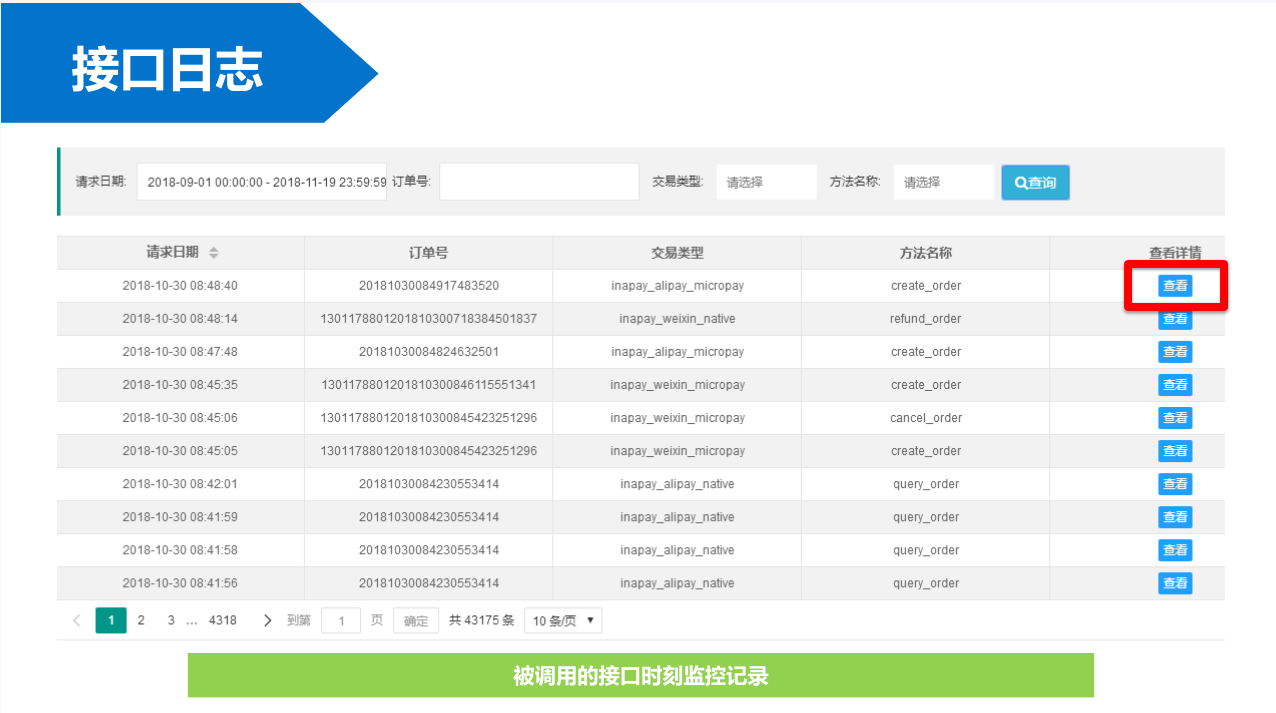 接口日志
请求日期: 2018-09-01 00:00:00 - 2018-11-19 23:59:59 订单号: 交易类型: 请选择 方法名称: 请选择 查询
请求日期 订单号 交易类型 方法名称 查看详情
2018-10-30 08:48:40 20181030084917483520 inapay_alipay_micropay create_order 查看
2018-10-30 08:48:14 1301178801201810300718384501837 inapay_weixin_native refund_order 查看
2018-10-30 08:47:48 20181030084824632501 inapay_alipay_micropay create_order 查看
2018-10-30 08:45:35 1301178801201810300846115551341 inapay_weixin_micropay create_order 查看
2018-10-30 08:45:06 1301178801201810300845423251296 inapay_weixin_micropay cancel_order 查看
2018-10-30 08:45:05 1301178801201810300845423251296 inapay_weixin_micropay create_order 查看
2018-10-30 08:42:01 20181030084230553414 inapay_alipay_native query_order 查看
2018-10-30 08:41:59 20181030084230553414 inapay_alipay_native query_order 查看
2018-10-30 08:41:58 20181030084230553414 inapay_alipay_native query_order 查看
2018-10-30 08:41:56 20181030084230553414 inapay_alipay_native query_order 查看
1 2 3 ... 4318 到第 1 页 确定 共 43175 条 10 条/页
被调用的接口时刻监控记录